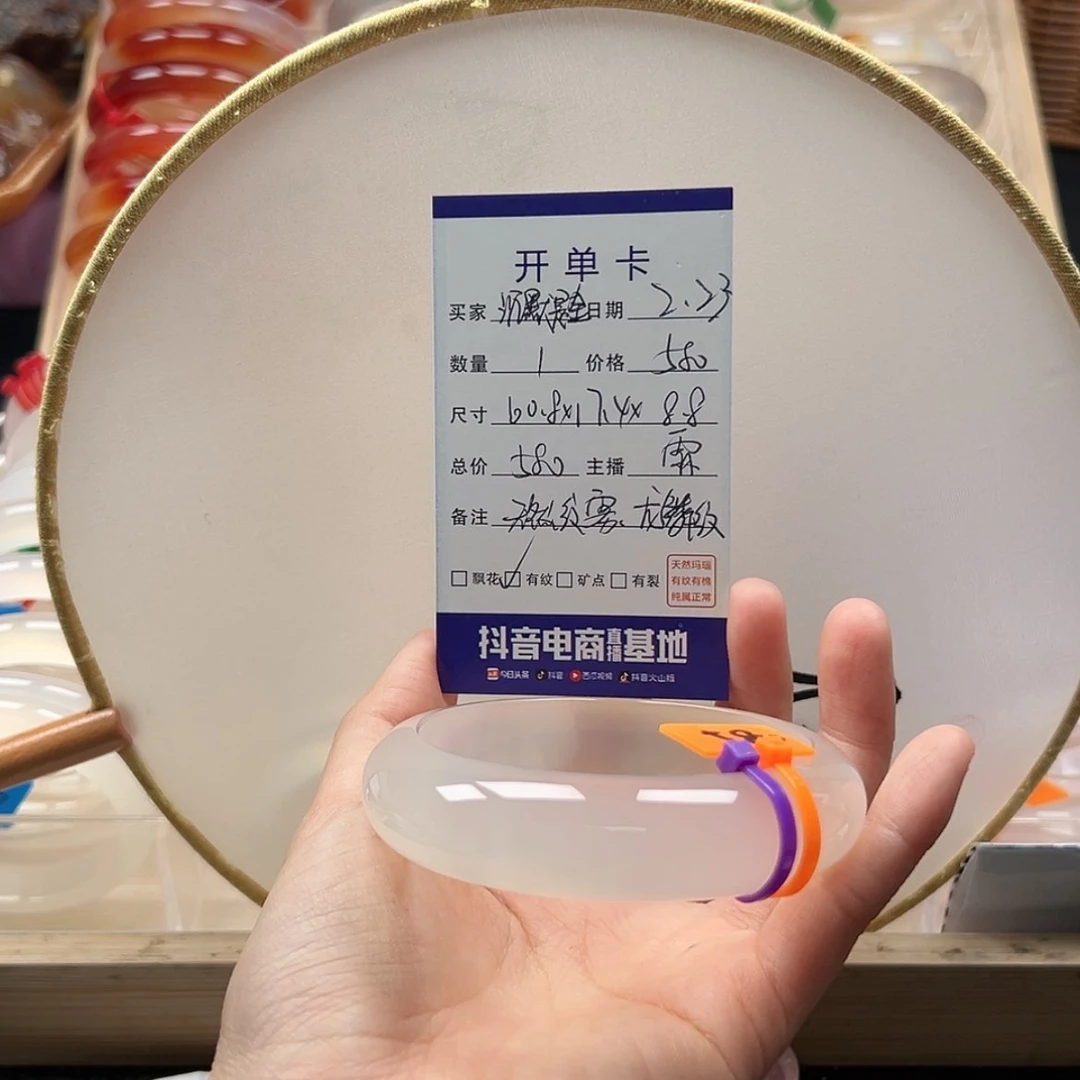 开单卡
买家 日期 2.23
数量 1 价格 580
尺寸 60.8x17.4x 8.8
总价 580 主播 霖
备注
飘花 有纹 矿点 有裂
天然玛瑙
有纹有棉
纯属正常
抖音电商直播基地
今日头条 抖音 西瓜视频 抖音火山版